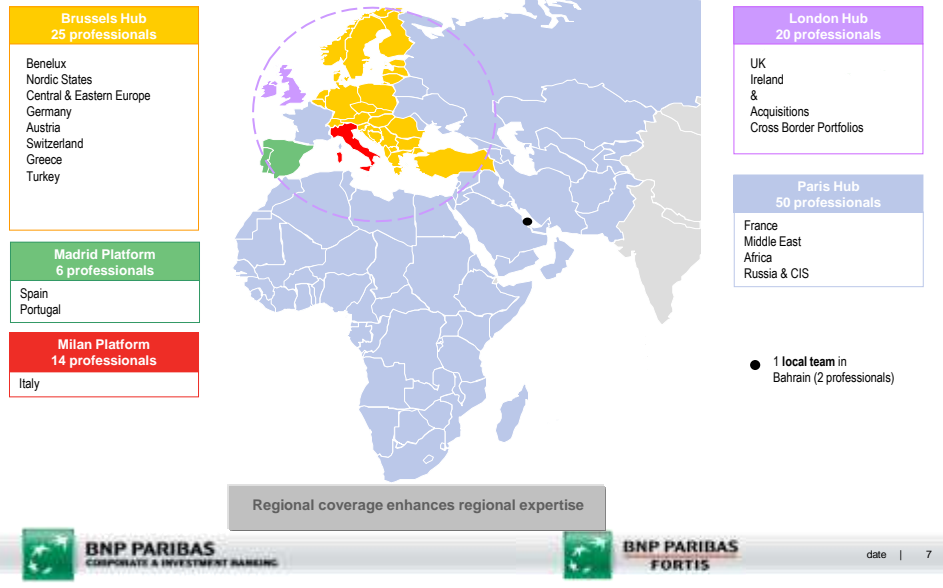 Brussels Hub
25 professionals
Benelux
Nordic States
Central & Eastern Europe
Germany
Austria
Switzerland
Greece
Turkey
Madrid Platform
6 professionals
Spain
Portugal
Milan Platform
14 professionals
Italy
London Hub
20 professionals
UK
Ireland
&
Acquisitions
Cross Border Portfolios
Paris Hub
50 professionals
France
Middle East
Africa
Russia & CIS
1 local team in
Bahrain (2 professionals)
Regional coverage enhances regional expertise
BNP PARIBAS
CORPORATE & INVESTMENT BANKING
BNP PARIBAS
FORTIS
date | 7